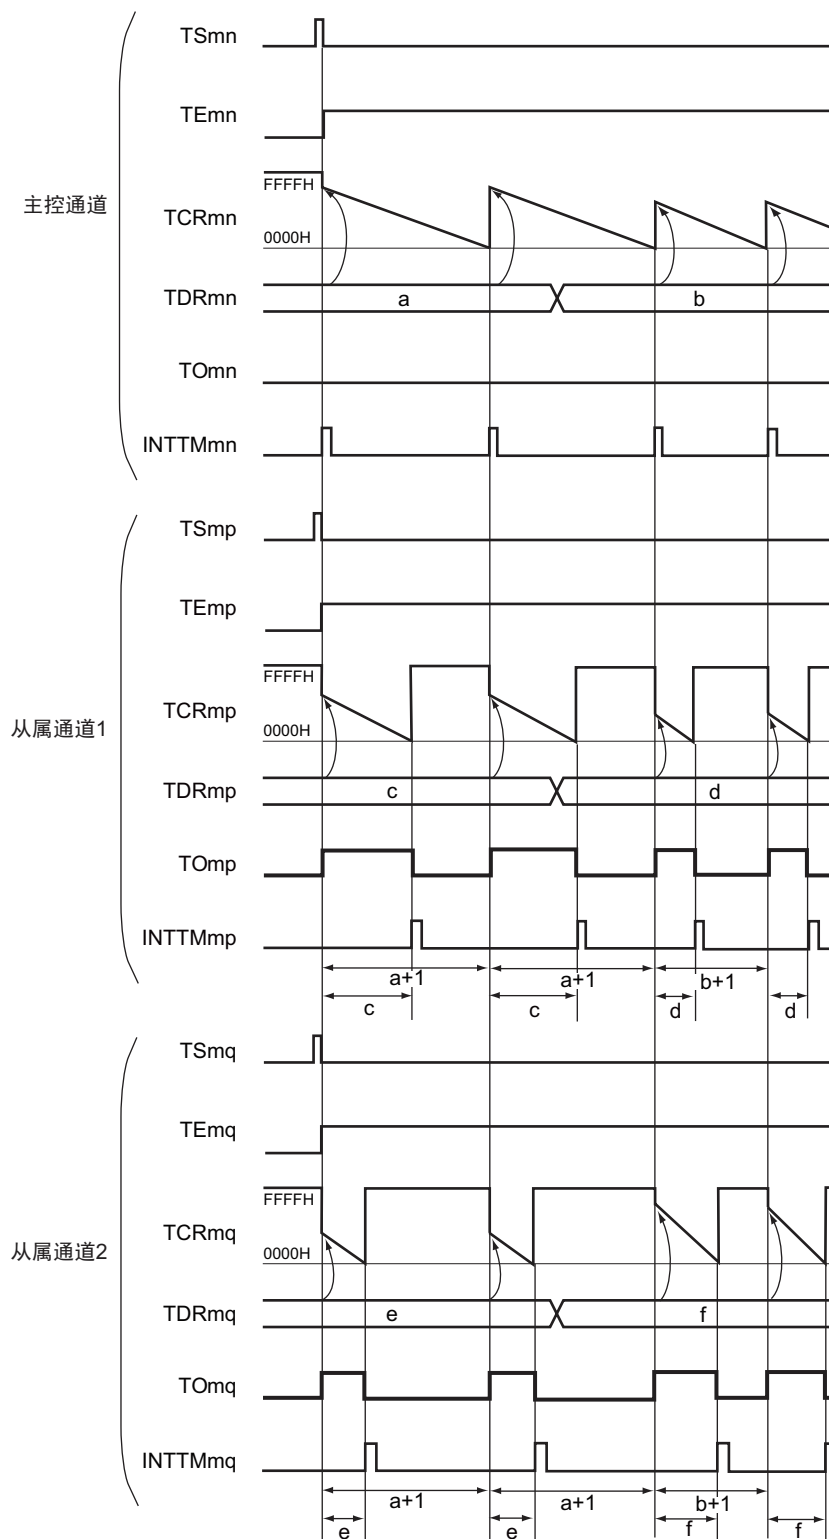 TSmn
TEmn
主控通道
FFFFH
TCRmn
0000H
TDRmn
a
b
TOmn
INTTMmn
TSmp
TEmp
从属通道1
FFFFH
TCRmp
0000H
TDRmp
c
d
TOmp
INTTMmp
a+1
a+1
b+1
c
c
d
d
TSmq
TEmq
从属通道2
FFFFH
TCRmq
0000H
TDRmq
e
f
TOmq
INTTMmq
a+1
a+1
b+1
e
e
f
f